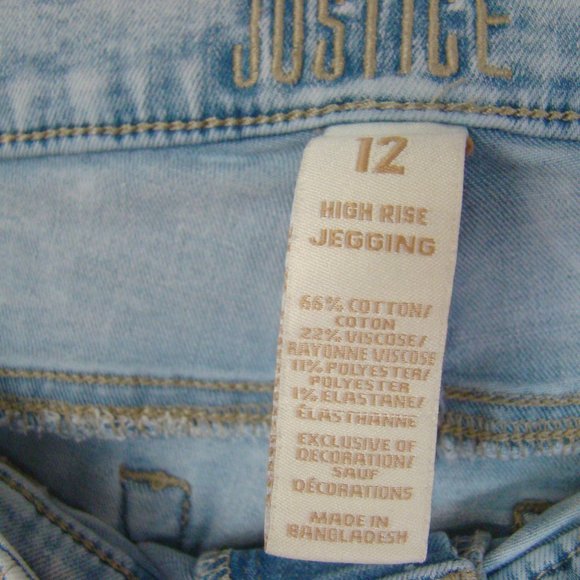 JUSTICE
12
HIGH RISE
JEGGING
66% COTTON/
COTON
22% VISCOSE/
RAYONNE VISCOSE
11% POLYESTER/
POLYESTER
1% ELASTANE/
ÉLASTHANNE
EXCLUSIVE OF
DECORATION/
SAUF
DÉCORATIONS
MADE IN
BANGLADESH